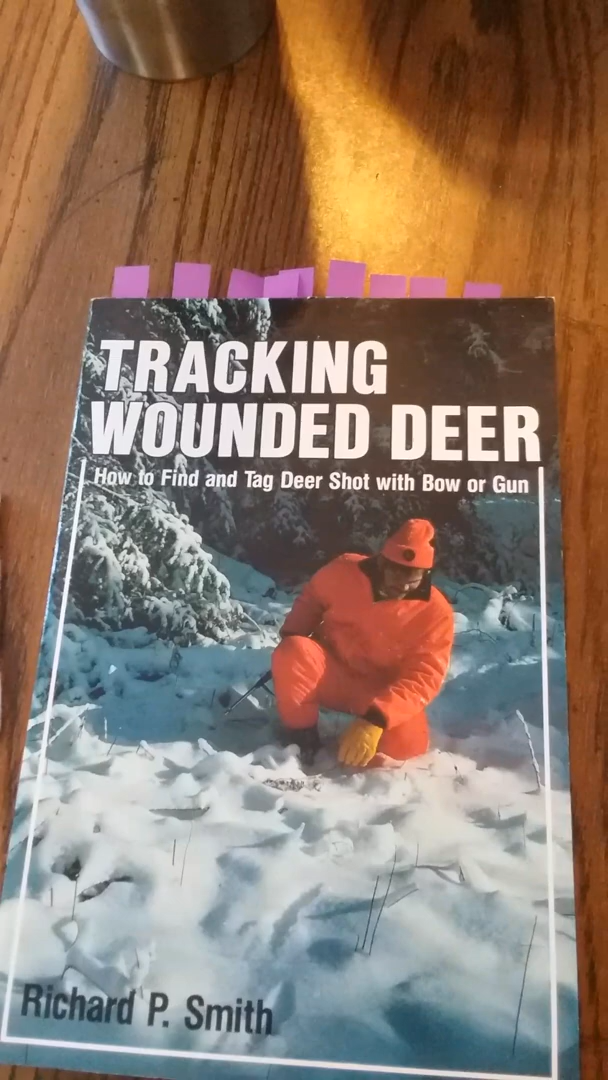 TRACKING
WOUNDED DEER
How to Find and Tag Deer Shot with Bow or Gun
Richard P. Smith